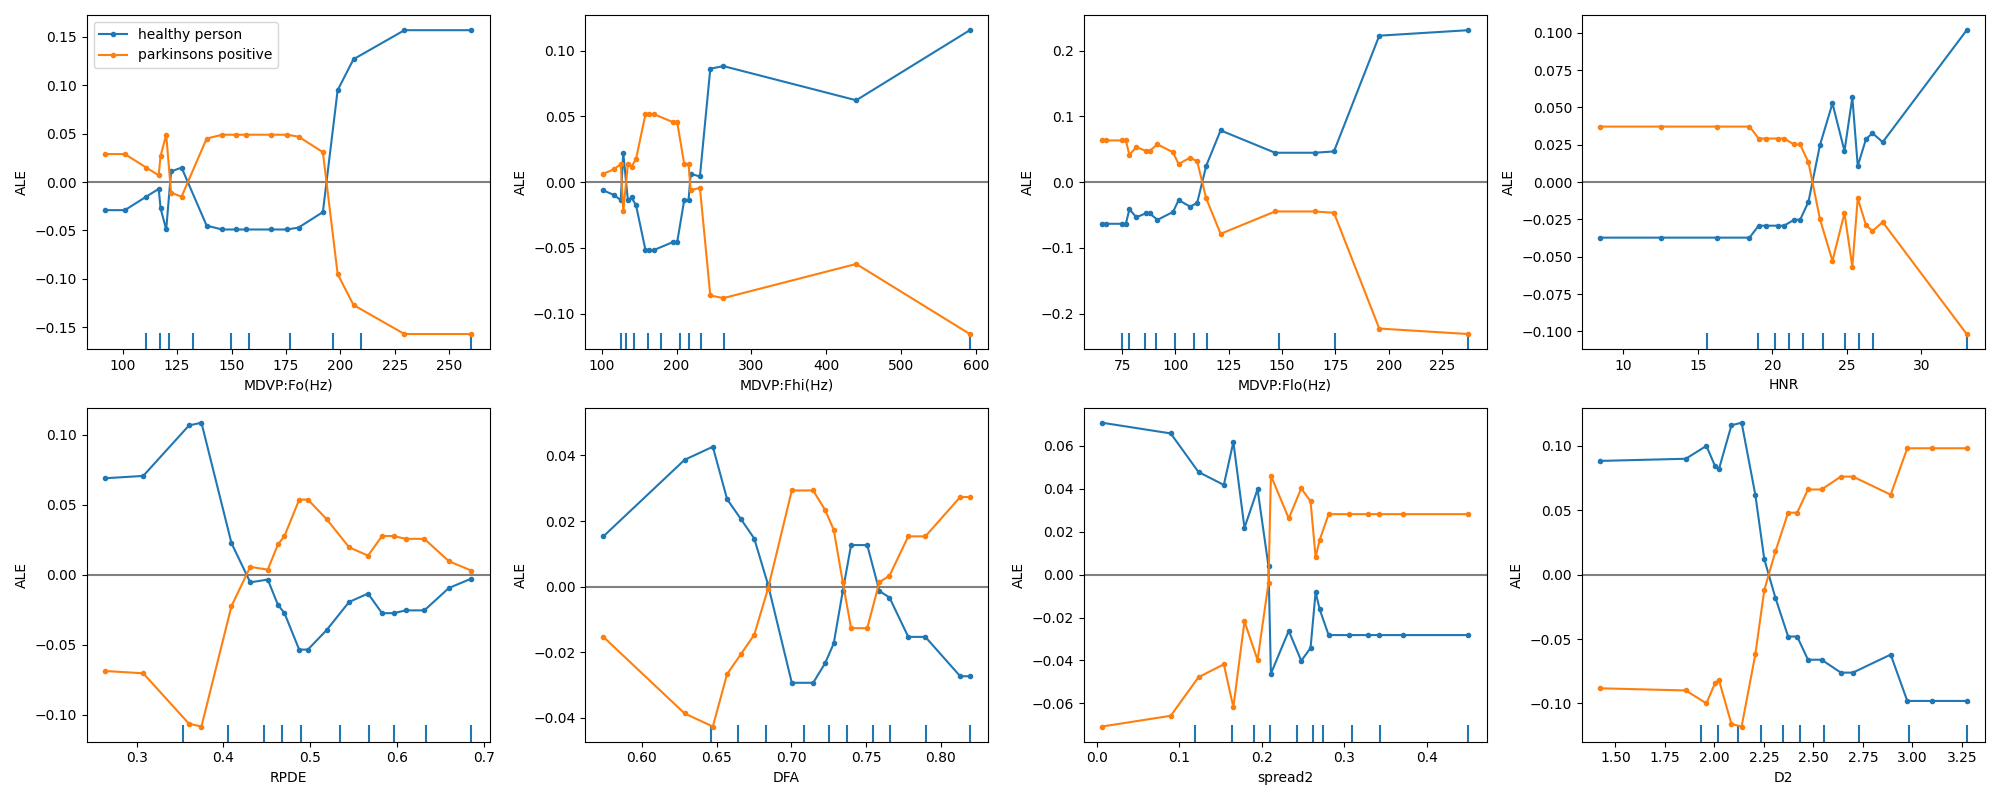 healthy person
parkinsons positive
ALE
0.15
0.10
0.05
0.00
−0.05
−0.10
−0.15
100 125 150 175 200 225 250
MDVP:Fo(Hz)
ALE
0.10
0.05
0.00
−0.05
−0.10
100 200 300 400 500 600
MDVP:Fhi(Hz)
ALE
0.2
0.1
0.0
−0.1
−0.2
75 100 125 150 175 200 225
MDVP:Flo(Hz)
ALE
0.100
0.075
0.050
0.025
0.000
−0.025
−0.050
−0.075
−0.100
10 15 20 25 30
HNR
ALE
0.10
0.05
0.00
−0.05
−0.10
0.3 0.4 0.5 0.6 0.7
RPDE
ALE
0.04
0.02
0.00
−0.02
−0.04
0.60 0.65 0.70 0.75 0.80
DFA
ALE
0.06
0.04
0.02
0.00
−0.02
−0.04
−0.06
0.0 0.1 0.2 0.3 0.4
spread2
ALE
0.10
0.05
0.00
−0.05
−0.10
1.50 1.75 2.00 2.25 2.50 2.75 3.00 3.25
D2